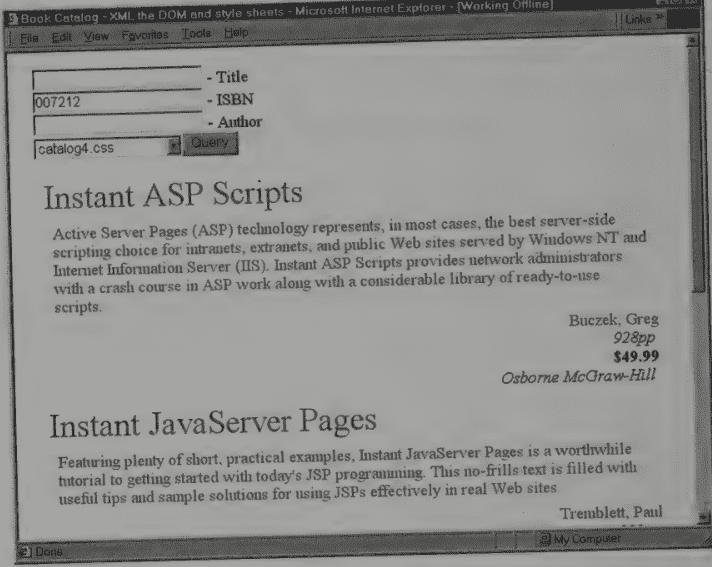 Book Catalog - XML the DOM and style sheets - Microsoft Internet Explorer - [Working Offline]
File Edit View Favorites Tools Help Links »
- Title
007212 - ISBN
- Author
catalog4.css Query
Instant ASP Scripts
Active Server Pages (ASP) technology represents, in most cases, the best server-side
scripting choice for intranets, extranets, and public Web sites served by Windows NT and
Internet Information Server (IIS). Instant ASP Scripts provides network administrators
with a crash course in ASP work along with a considerable library of ready-to-use
scripts.
Buczek, Greg
928pp
$49.99
Osborne McGraw-Hill
Instant JavaServer Pages
Featuring plenty of short, practical examples, Instant JavaServer Pages is a worthwhile
tutorial to getting started with today's JSP programming. This no-frills text is filled with
useful tips and sample solutions for using JSPs effectively in real Web sites
Tremblett, Paul
Done My Computer